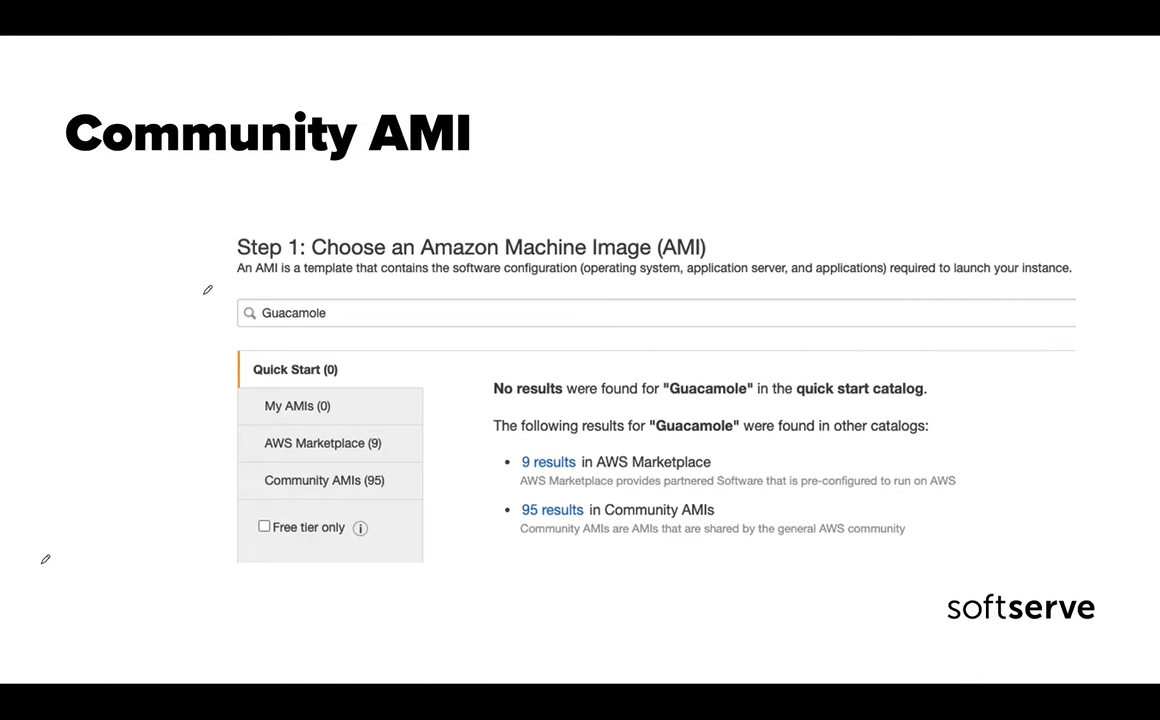 Community AMI
Step 1: Choose an Amazon Machine Image (AMI)
An AMI is a template that contains the software configuration (operating system, application server, and applications) required to launch your instance.
Guacamole
Quick Start (0)
My AMIs (0)
AWS Marketplace (9)
Community AMIs (95)
Free tier only
No results were found for "Guacamole" in the quick start catalog.
The following results for "Guacamole" were found in other catalogs:
• 9 results in AWS Marketplace
AWS Marketplace provides partnered Software that is pre-configured to run on AWS
• 95 results in Community AMIs
Community AMIs are AMIs that are shared by the general AWS community
softserve